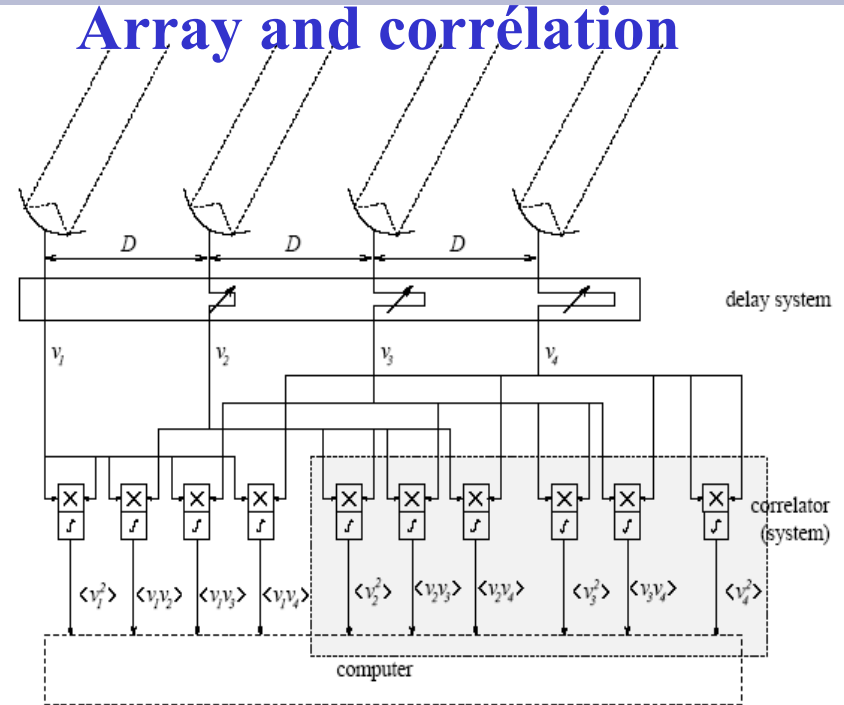 Array and corrélation
D D D
delay system
v₁ v₂ v₃ v₄
× × × × × × × × × ×
∫ ∫ ∫ ∫ ∫ ∫ ∫ ∫ ∫ ∫
correlator
(system)
<v₁²> <v₁v₂> <v₁v₃> <v₁v₄> <v₂²> <v₂v₃> <v₂v₄> <v₃²> <v₃v₄> <v₄²>
computer